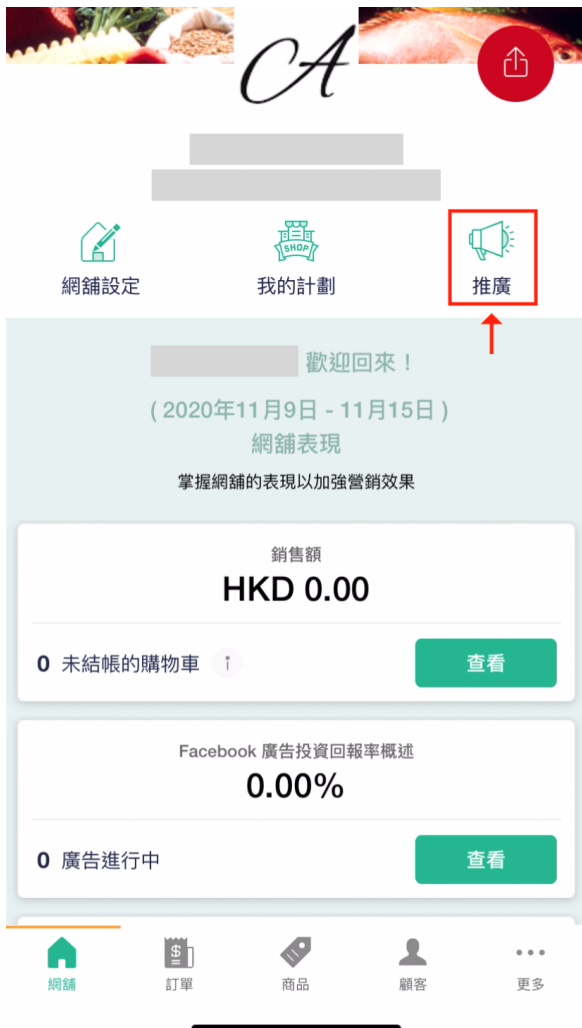 A
網舖設定
我的計劃
推廣
SHOP
歡迎回來！
( 2020年11月9日 - 11月15日 )
網舖表現
掌握網舖的表現以加強營銷效果
銷售額
HKD 0.00
0 未結帳的購物車 i
查看
Facebook 廣告投資回報率概述
0.00%
0 廣告進行中
查看
$
網舖
訂單
商品
顧客
更多